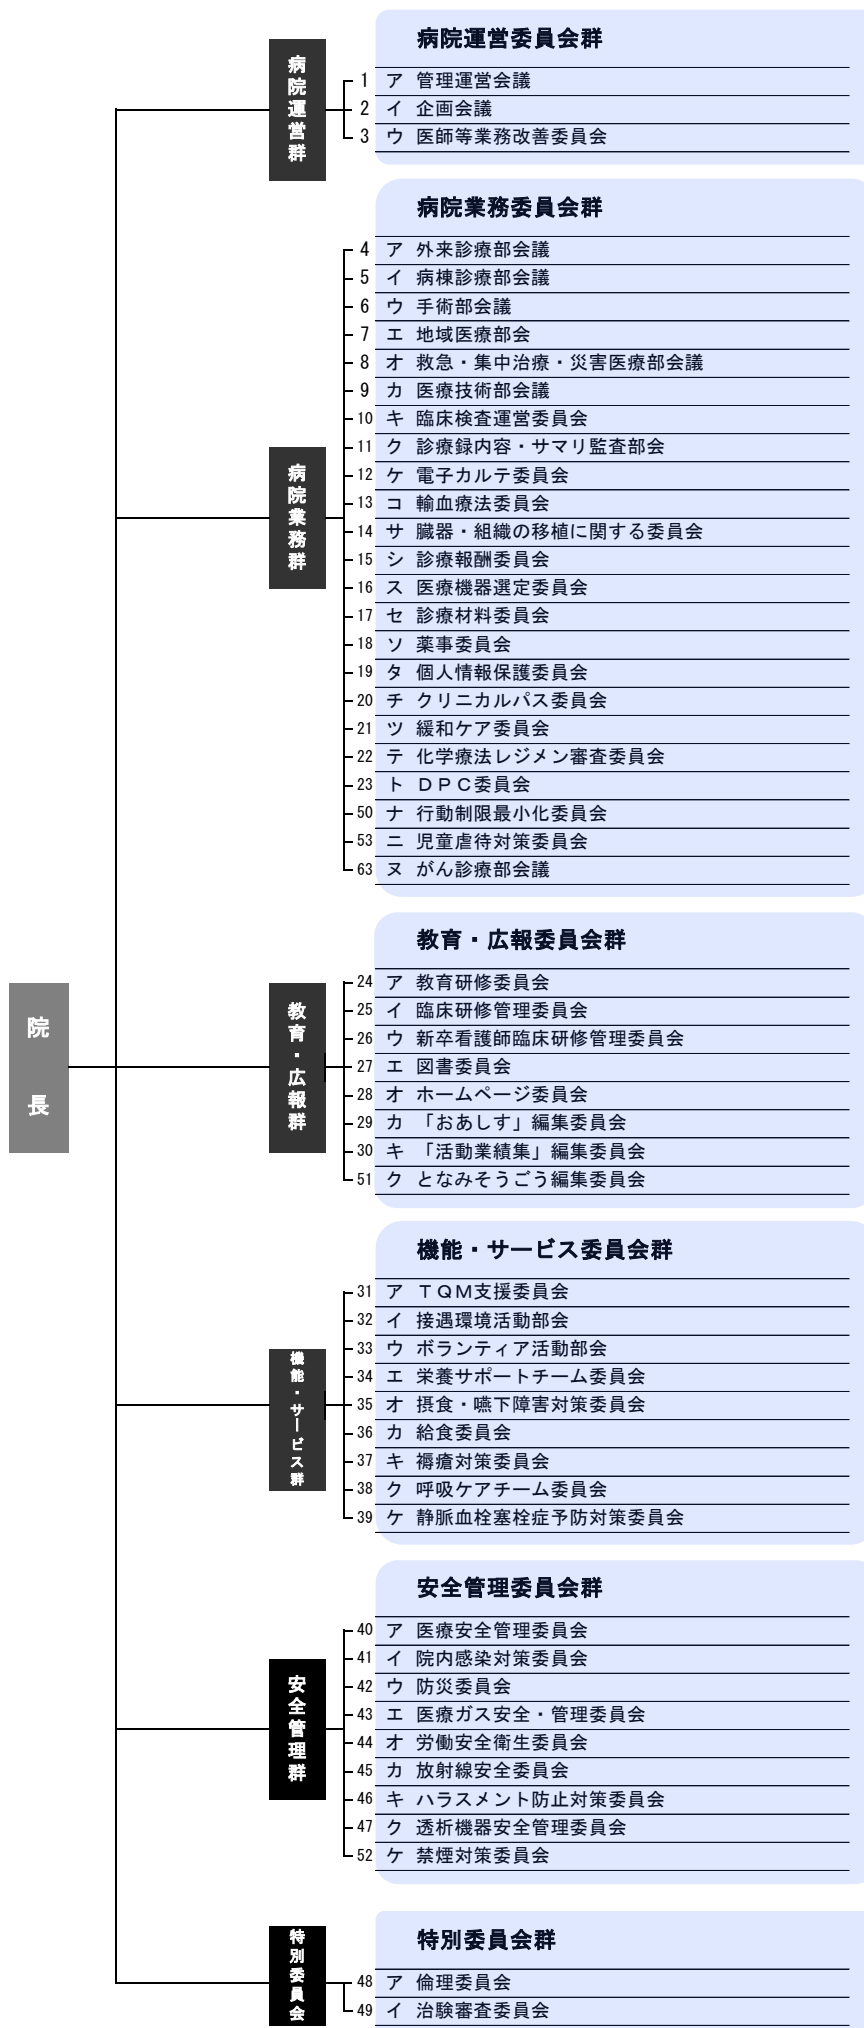 病院運営委員会群
病院運営群
1 ア 管理運営会議
2 イ 企画会議
3 ウ 医師等業務改善委員会
病院業務委員会群
病院業務群
4 ア 外来診療部会議
5 イ 病棟診療部会議
6 ウ 手術部会議
7 エ 地域医療部会
8 オ 救急・集中治療・災害医療部会議
9 カ 医療技術部会議
10 キ 臨床検査運営委員会
11 ク 診療録内容・サマリ監査部会
12 ケ 電子カルテ委員会
13 コ 輸血療法委員会
14 サ 臓器・組織の移植に関する委員会
15 シ 診療報酬委員会
16 ス 医療機器選定委員会
17 セ 診療材料委員会
18 ソ 薬事委員会
19 タ 個人情報保護委員会
20 チ クリニカルパス委員会
21 ツ 緩和ケア委員会
22 テ 化学療法レジメン審査委員会
23 ト ＤＰＣ委員会
50 ナ 行動制限最小化委員会
53 ニ 児童虐待対策委員会
63 ヌ がん診療部会議
院長
教育・広報委員会群
教育・広報群
24 ア 教育研修委員会
25 イ 臨床研修管理委員会
26 ウ 新卒看護師臨床研修管理委員会
27 エ 図書委員会
28 オ ホームページ委員会
29 カ 「おあしす」編集委員会
30 キ 「活動業績集」編集委員会
51 ク となみそうごう編集委員会
機能・サービス委員会群
機能・サービス群
31 ア ＴＱＭ支援委員会
32 イ 接遇環境活動部会
33 ウ ボランティア活動部会
34 エ 栄養サポートチーム委員会
35 オ 摂食・嚥下障害対策委員会
36 カ 給食委員会
37 キ 褥瘡対策委員会
38 ク 呼吸ケアチーム委員会
39 ケ 静脈血栓塞栓症予防対策委員会
安全管理委員会群
安全管理群
40 ア 医療安全管理委員会
41 イ 院内感染対策委員会
42 ウ 防災委員会
43 エ 医療ガス安全・管理委員会
44 オ 労働安全衛生委員会
45 カ 放射線安全委員会
46 キ ハラスメント防止対策委員会
47 ク 透析機器安全管理委員会
52 ケ 禁煙対策委員会
特別委員会群
特別委員会
48 ア 倫理委員会
49 イ 治験審査委員会